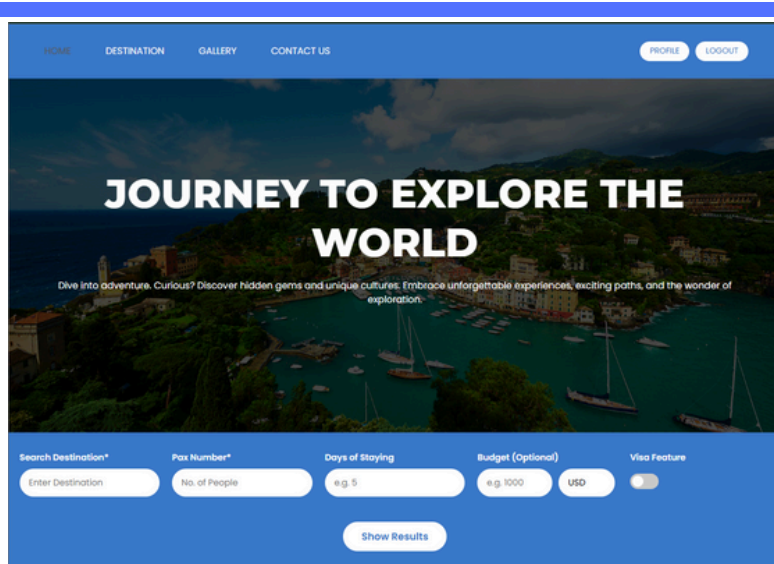 HOME DESTINATION GALLERY CONTACT US PROFILE LOGOUT
JOURNEY TO EXPLORE THE
WORLD
Dive into adventure. Curious? Discover hidden gems and unique cultures. Embrace unforgettable experiences, exciting paths, and the wonder of
exploration.
Search Destination* Pax Number* Days of Staying Budget (Optional) Visa Feature
Enter Destination No. of People e.g. 5 e.g. 1000 USD
Show Results